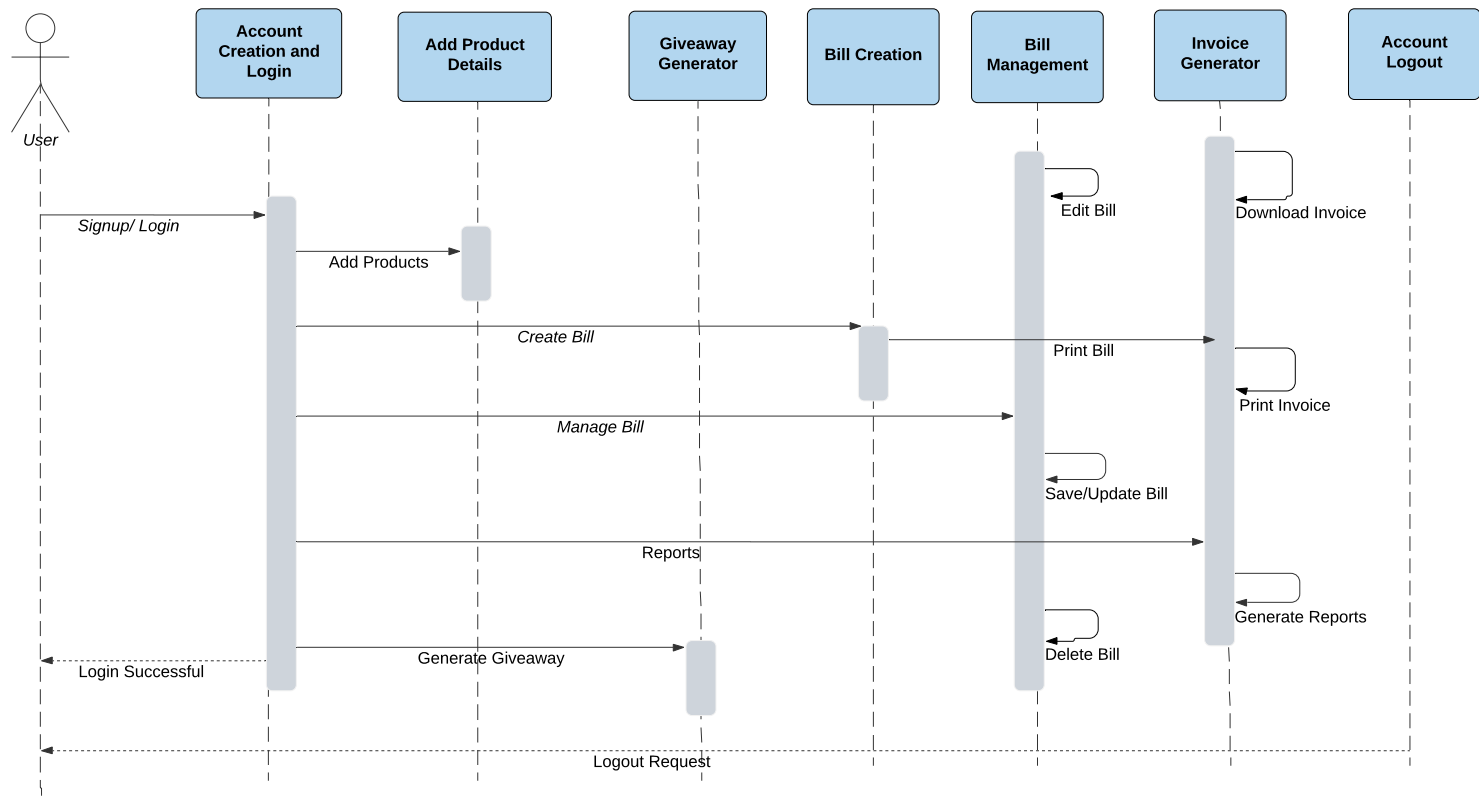 Account
Creation and
Login
Add Product
Details
Giveaway
Generator
Bill Creation
Bill
Management
Invoice
Generator
Account
Logout
User
Edit Bill
Download Invoice
Signup/ Login
Add Products
Create Bill
Print Bill
Print Invoice
Manage Bill
Save/Update Bill
Reports
Generate Reports
Generate Giveaway
Delete Bill
Login Successful
Logout Request